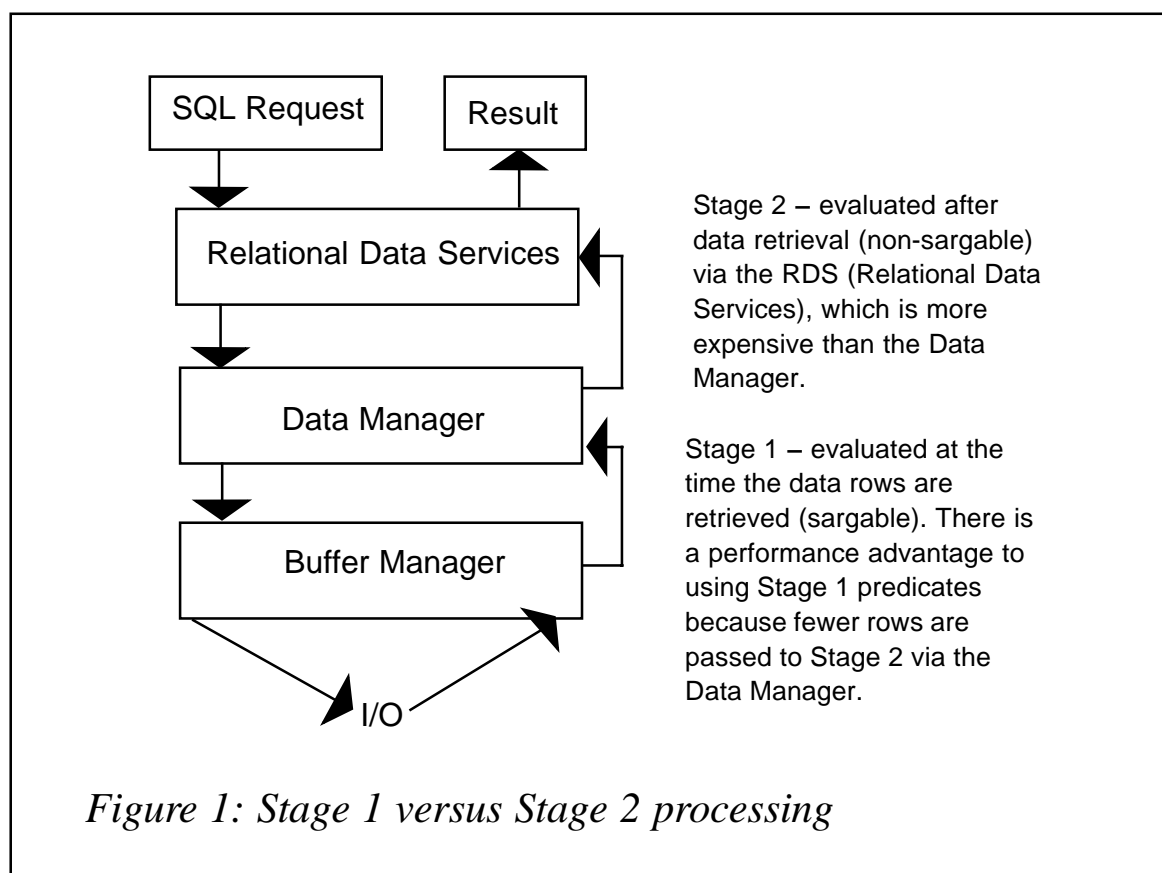 SQL Request
Result
Relational Data Services
Data Manager
Buffer Manager
I/O
Stage 2 – evaluated after
data retrieval (non-sargable)
via the RDS (Relational Data
Services), which is more
expensive than the Data
Manager.
Stage 1 – evaluated at the
time the data rows are
retrieved (sargable). There is
a performance advantage to
using Stage 1 predicates
because fewer rows are
passed to Stage 2 via the
Data Manager.
Figure 1: Stage 1 versus Stage 2 processing